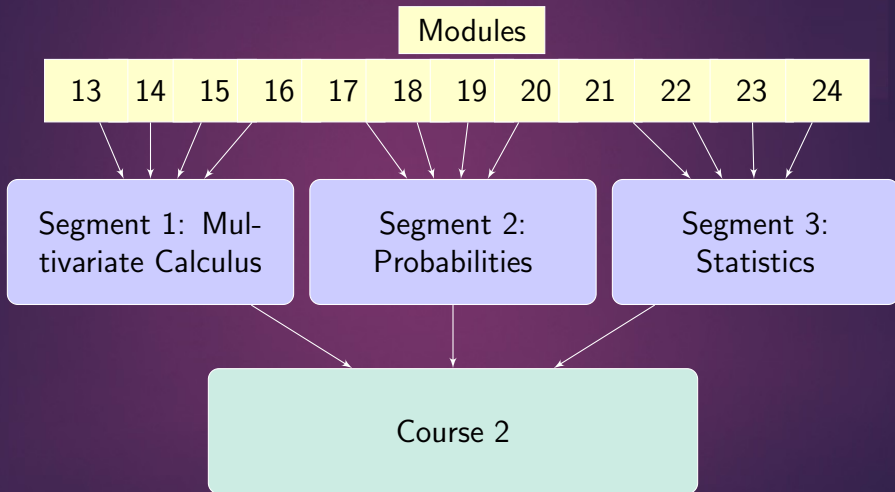 Modules
13 14 15 16 17 18 19 20 21 22 23 24
Segment 1: Mul-
tivariate Calculus
Segment 2:
Probabilities
Segment 3:
Statistics
Course 2